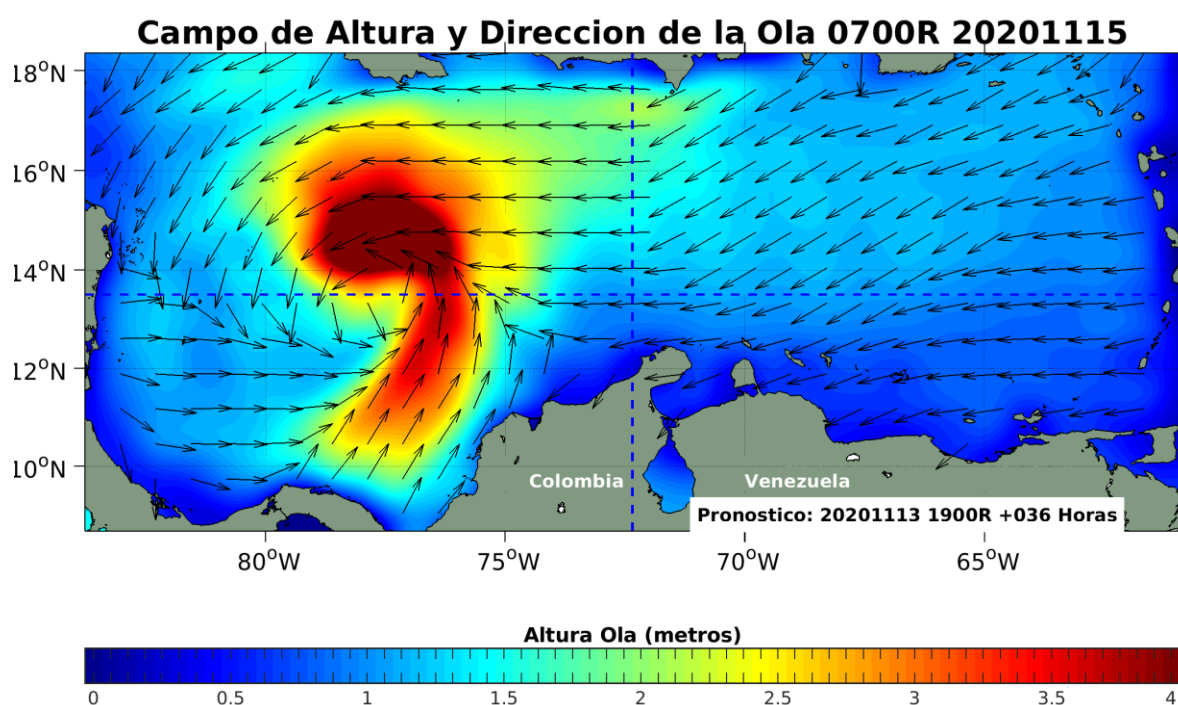 Campo de Altura y Direccion de la Ola 0700R 20201115
18°N
16°N
14°N
12°N
10°N
Colombia Venezuela
Pronostico: 20201113 1900R +036 Horas
80°W 75°W 70°W 65°W
Altura Ola (metros)
0 0.5 1 1.5 2 2.5 3 3.5 4